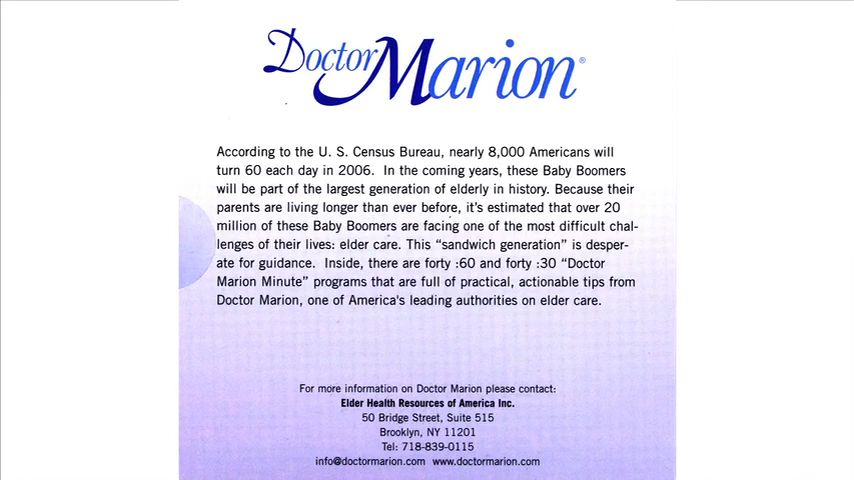 Doctor Marion®
According to the U. S. Census Bureau, nearly 8,000 Americans will
turn 60 each day in 2006. In the coming years, these Baby Boomers
will be part of the largest generation of elderly in history. Because their
parents are living longer than ever before, it's estimated that over 20
million of these Baby Boomers are facing one of the most difficult chal-
lenges of their lives: elder care. This “sandwich generation” is desper-
ate for guidance. Inside, there are forty :60 and forty :30 “Doctor
Marion Minute” programs that are full of practical, actionable tips from
Doctor Marion, one of America's leading authorities on elder care.
For more information on Doctor Marion please contact:
Elder Health Resources of America Inc.
50 Bridge Street, Suite 515
Brooklyn, NY 11201
Tel: 718-839-0115
info@doctormarion.com www.doctormarion.com